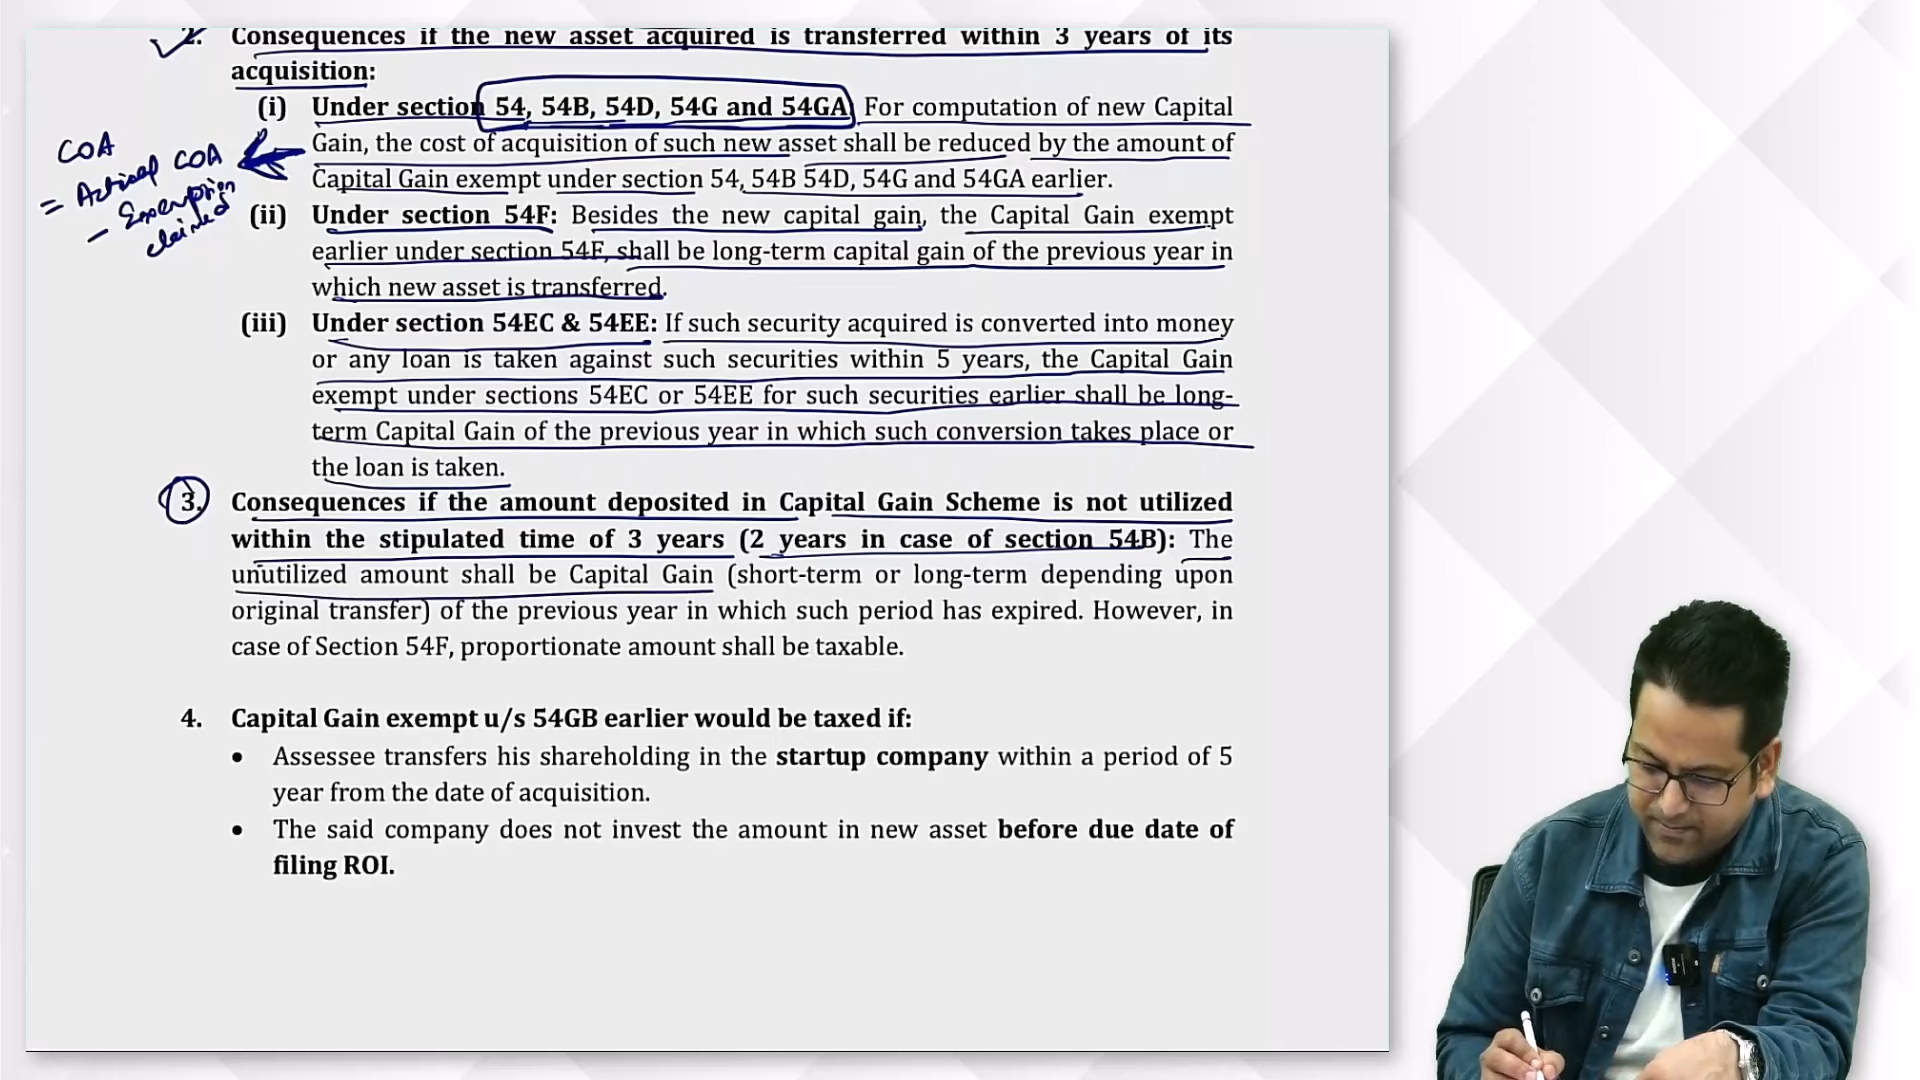 2. Consequences if the new asset acquired is transferred within 3 years of its
acquisition:
(i) Under section 54, 54B, 54D, 54G and 54GA For computation of new Capital
Gain, the cost of acquisition of such new asset shall be reduced by the amount of
Capital Gain exempt under section 54, 54B 54D, 54G and 54GA earlier.
COA
= Actual COA
- Exemption
claimed
(ii) Under section 54F: Besides the new capital gain, the Capital Gain exempt
earlier under section 54F, shall be long-term capital gain of the previous year in
which new asset is transferred.
(iii) Under section 54EC & 54EE: If such security acquired is converted into money
or any loan is taken against such securities within 5 years, the Capital Gain
exempt under sections 54EC or 54EE for such securities earlier shall be long-
term Capital Gain of the previous year in which such conversion takes place or
the loan is taken.
3. Consequences if the amount deposited in Capital Gain Scheme is not utilized
within the stipulated time of 3 years (2 years in case of section 54B): The
unutilized amount shall be Capital Gain (short-term or long-term depending upon
original transfer) of the previous year in which such period has expired. However, in
case of Section 54F, proportionate amount shall be taxable.
4. Capital Gain exempt u/s 54GB earlier would be taxed if:
• Assessee transfers his shareholding in the startup company within a period of 5
year from the date of acquisition.
• The said company does not invest the amount in new asset before due date of
filing ROI.